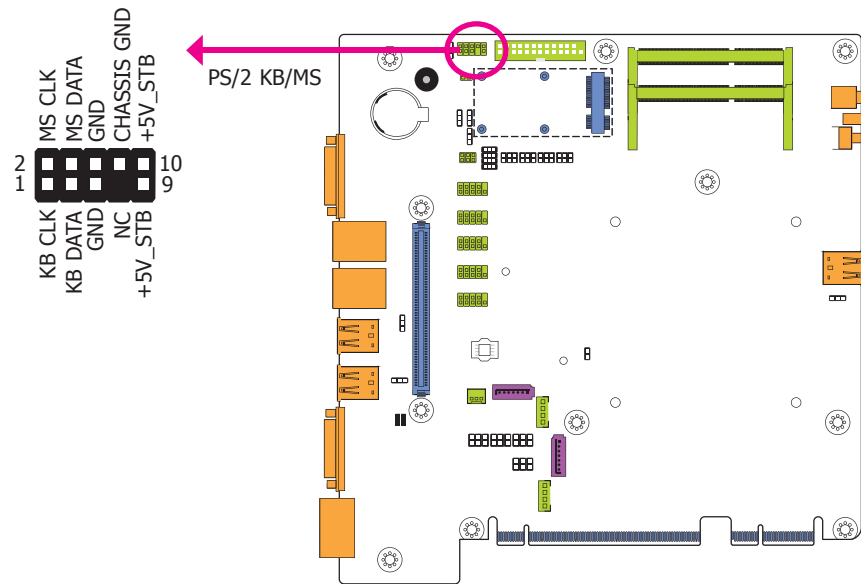 MS CLK
MS DATA
GND
CHASSIS GND
+5V_STB
PS/2 KB/MS
2 10
1 9
KB CLK
KB DATA
GND
NC
+5V_STB